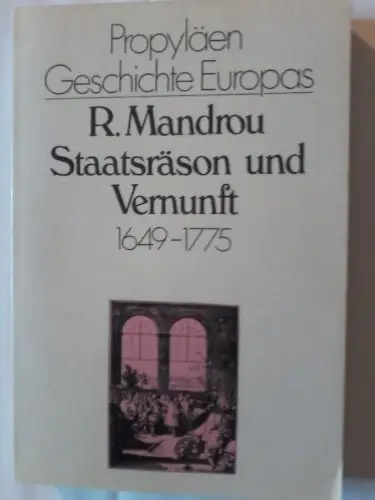 Propyläen
Geschichte Europas
R. Mandrou
Staatsräson und
Vernunft
1649-1775